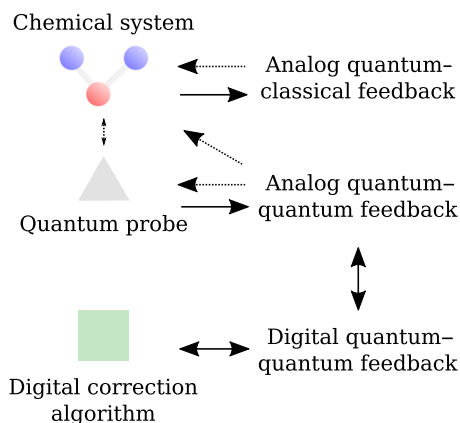 Chemical system
Analog quantum–
classical feedback
Analog quantum–
quantum feedback
Quantum probe
Digital quantum–
quantum feedback
Digital correction
algorithm